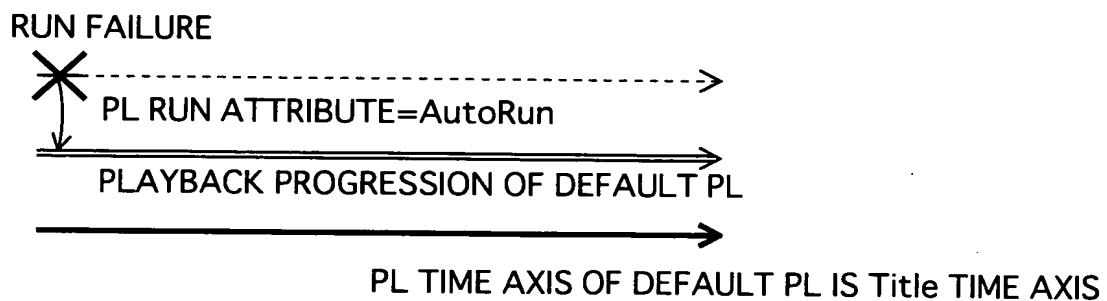 RUN FAILURE
PL RUN ATTRIBUTE=AutoRun
PLAYBACK PROGRESSION OF DEFAULT PL
PL TIME AXIS OF DEFAULT PL IS Title TIME AXIS